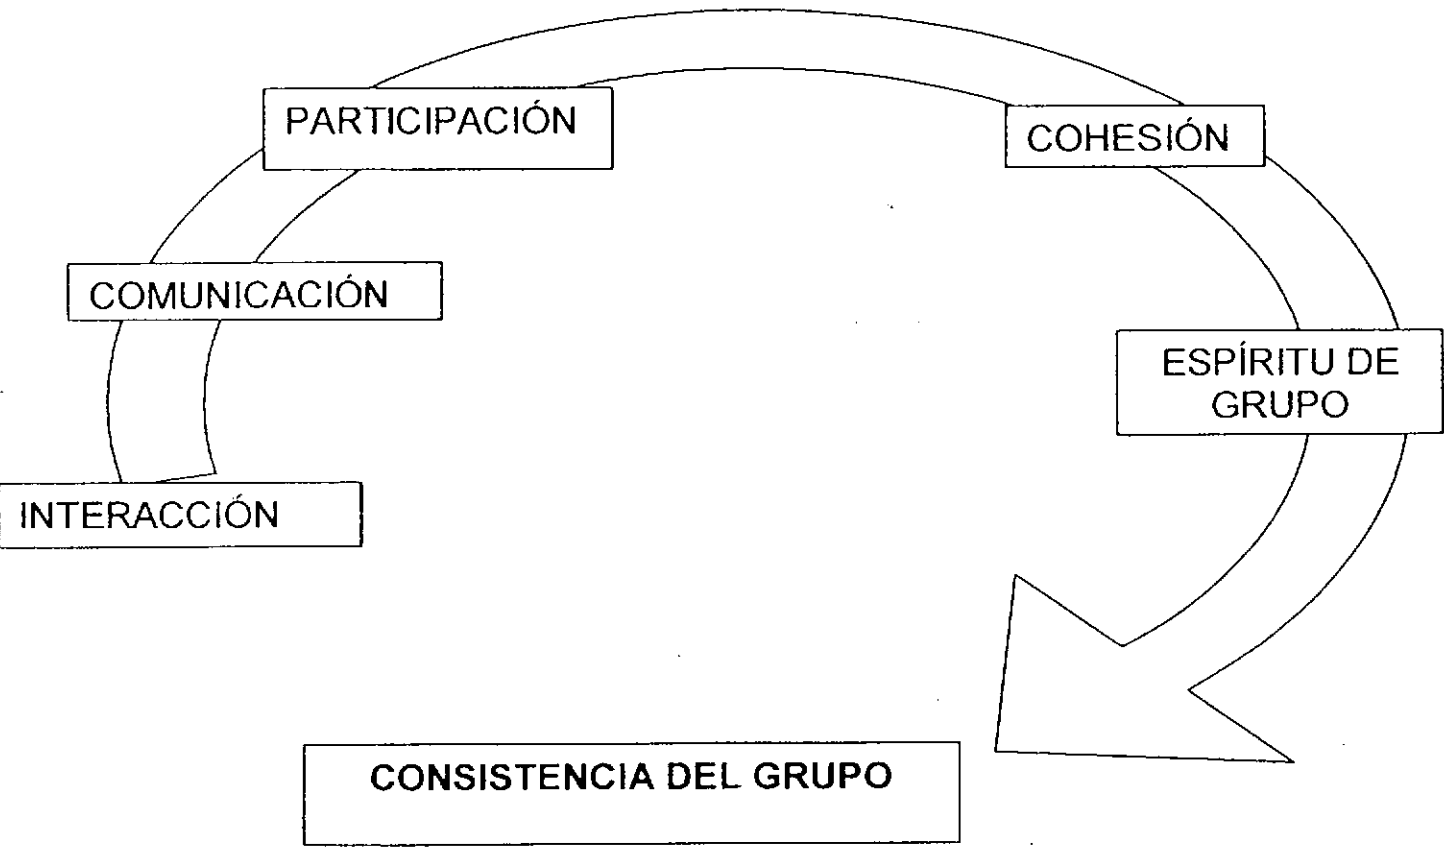 PARTICIPACIÓN
COHESIÓN
COMUNICACIÓN
ESPÍRITU DE
GRUPO
INTERACCIÓN
CONSISTENCIA DEL GRUPO